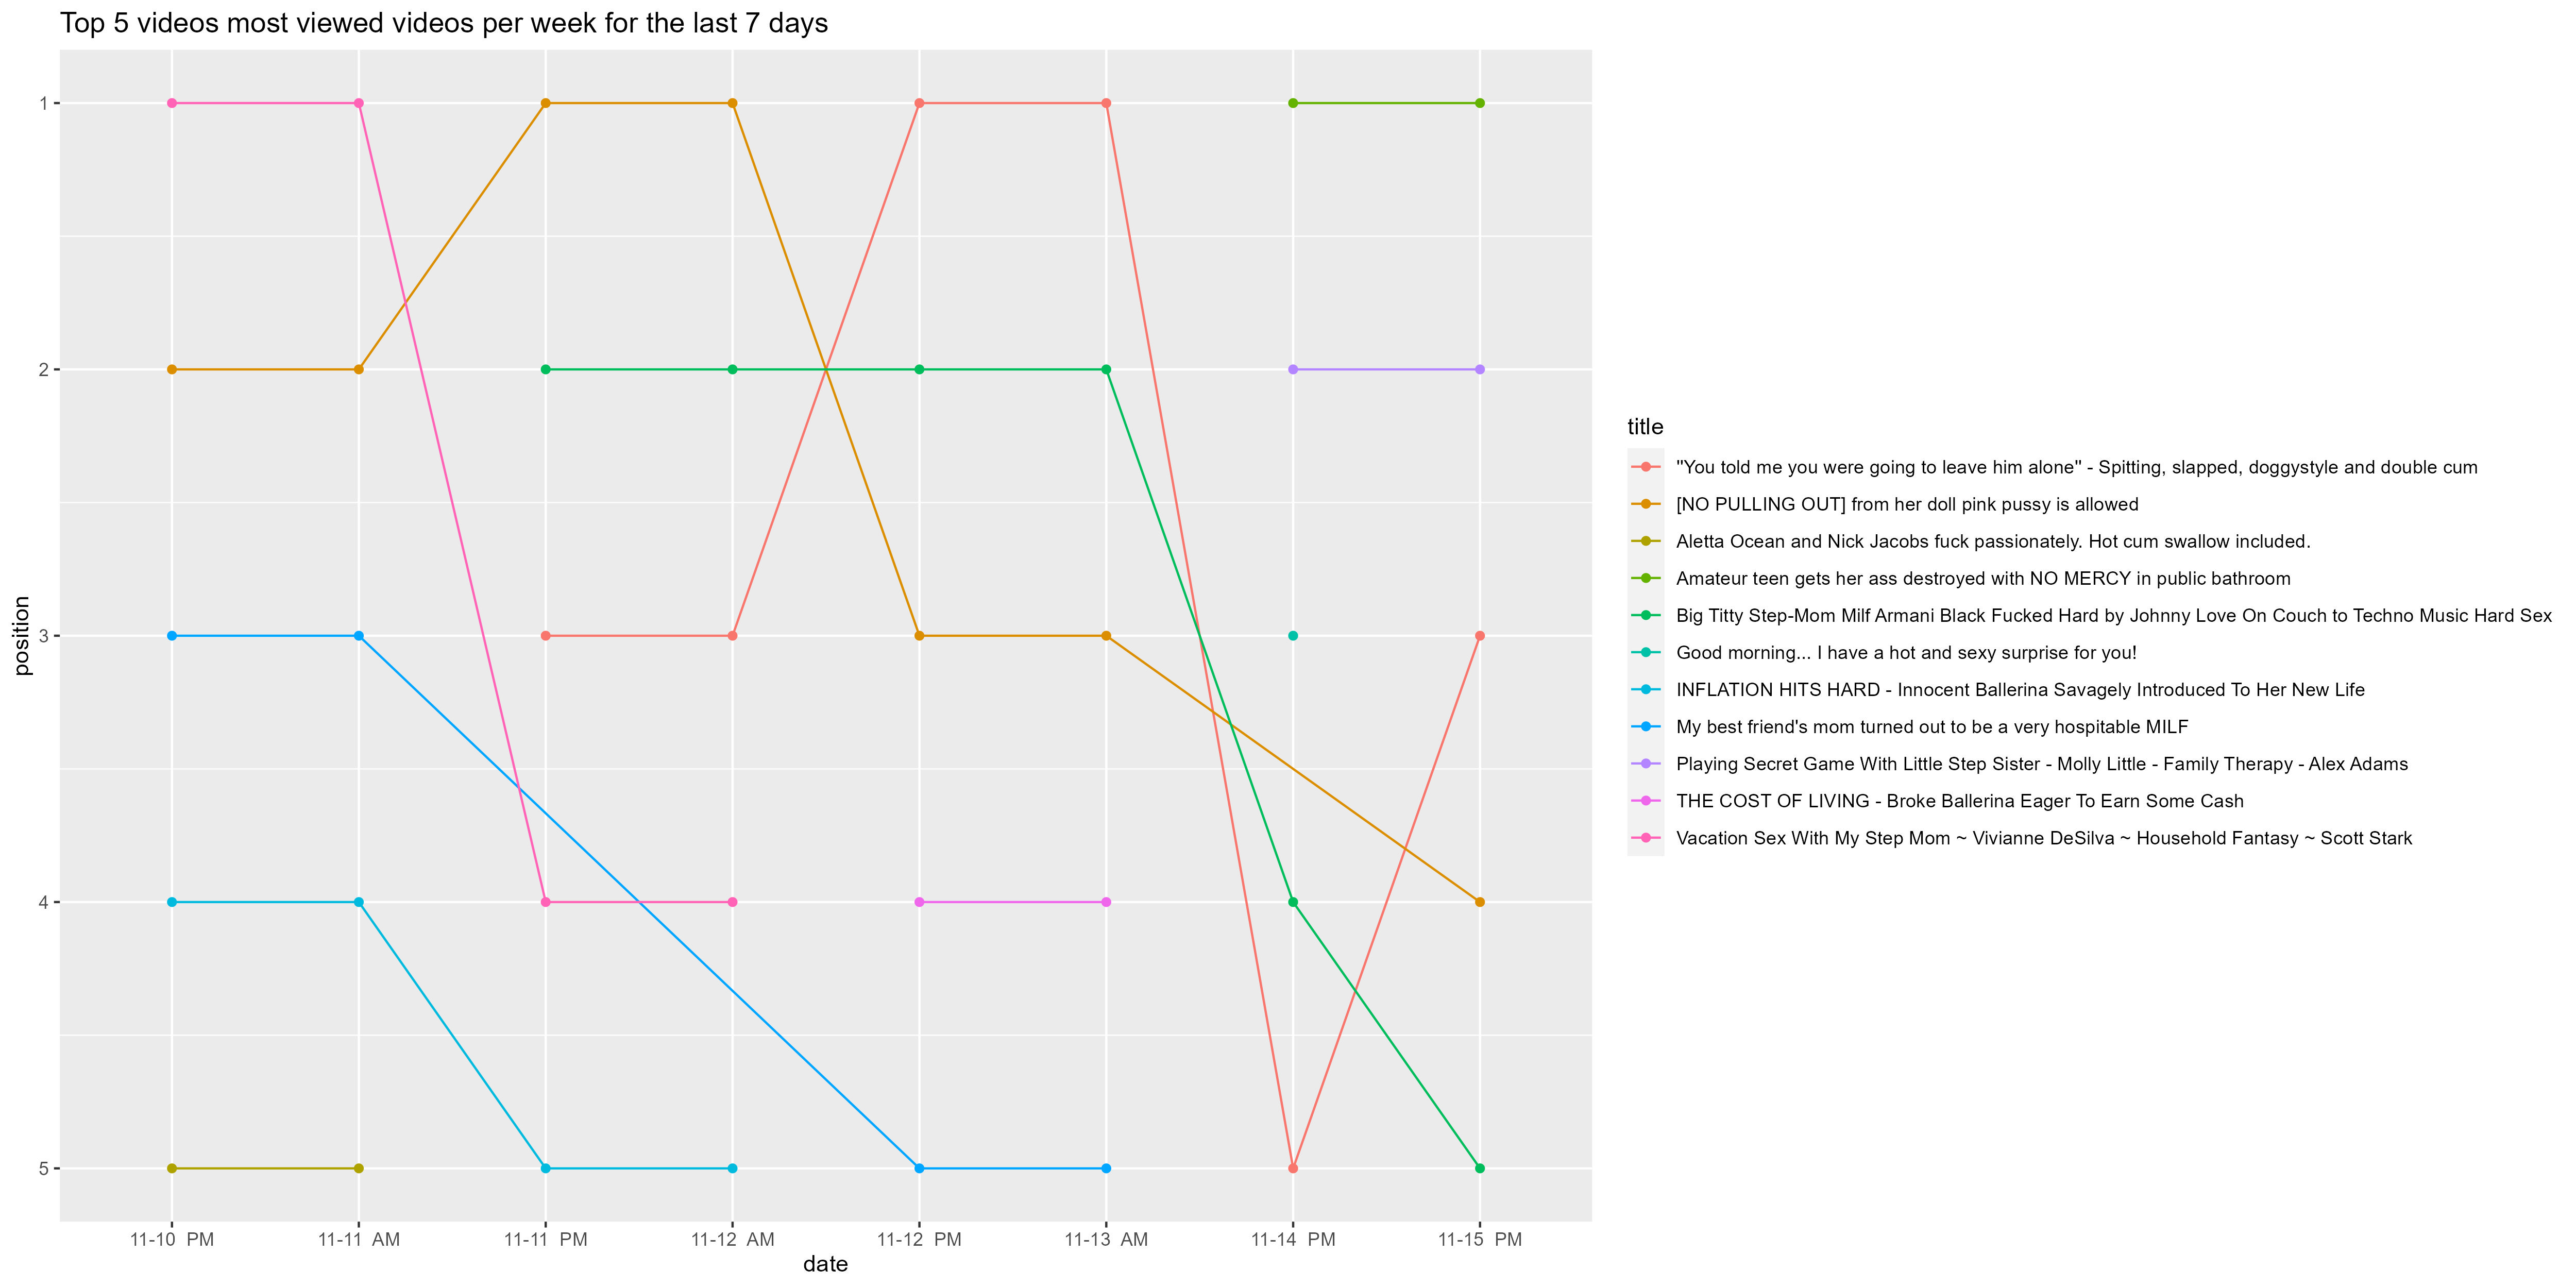 Top 5 videos most viewed videos per week for the last 7 days
position
1
2
3
4
5
11-10 PM
11-11 AM
11-11 PM
11-12 AM
11-12 PM
11-13 AM
11-14 PM
11-15 PM
date
title
"You told me you were going to leave him alone" - Spitting, slapped, doggystyle and double cum
[NO PULLING OUT] from her doll pink pussy is allowed
Aletta Ocean and Nick Jacobs fuck passionately. Hot cum swallow included.
Amateur teen gets her ass destroyed with NO MERCY in public bathroom
Big Titty Step-Mom Milf Armani Black Fucked Hard by Johnny Love On Couch to Techno Music Hard Sex
Good morning... I have a hot and sexy surprise for you!
INFLATION HITS HARD - Innocent Ballerina Savagely Introduced To Her New Life
My best friend's mom turned out to be a very hospitable MILF
Playing Secret Game With Little Step Sister - Molly Little - Family Therapy - Alex Adams
THE COST OF LIVING - Broke Ballerina Eager To Earn Some Cash
Vacation Sex With My Step Mom ~ Vivianne DeSilva ~ Household Fantasy ~ Scott Stark